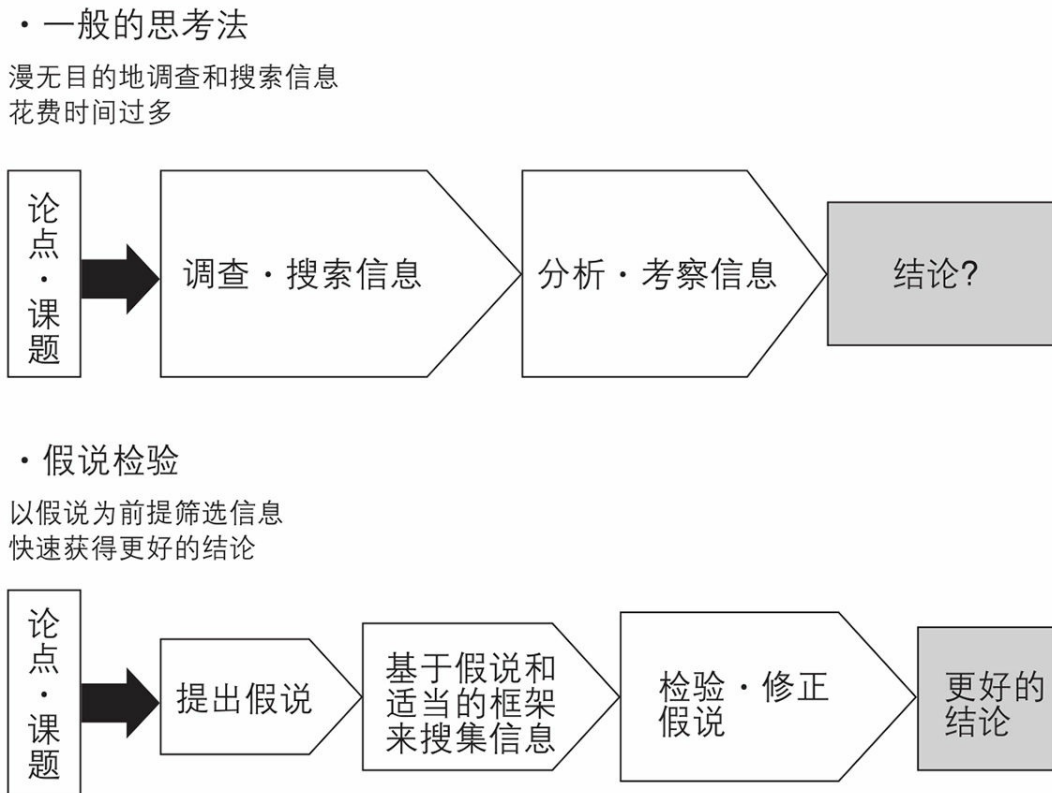 ・一般的思考法
漫无目的地调查和搜索信息
花费时间过多
论点・课题
调查・搜索信息
分析・考察信息
结论?
・假说检验
以假说为前提筛选信息
快速获得更好的结论
论点・课题
提出假说
基于假说和
适当的框架
来搜集信息
检验・修正
假说
更好的
结论